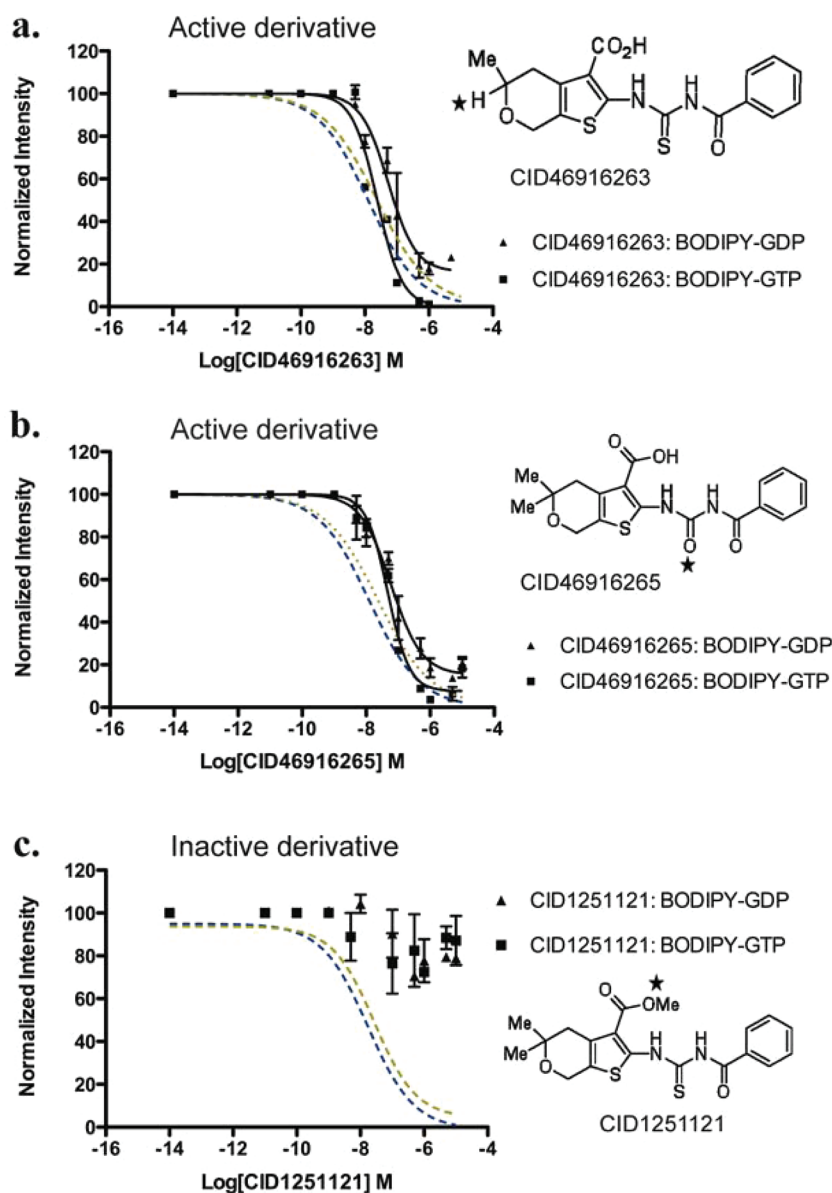 a.
Active derivative
Normalized Intensity
120
100
80
60
40
20
0
-16 -14 -12 -10 -8 -6 -4
Log[CID46916263] M
CO2H
Me
H H
★ H N HN
O S
S O
CID46916263
▲ CID46916263: BODIPY-GDP
■ CID46916263: BODIPY-GTP
b.
Active derivative
Normalized Intensity
120
100
80
60
40
20
0
-16 -14 -12 -10 -8 -6 -4
Log[CID46916265] M
O
OH
Me
Me H H
N N
O S
O O
★
CID46916265
▲ CID46916265: BODIPY-GDP
■ CID46916265: BODIPY-GTP
c.
Inactive derivative
Normalized Intensity
120
100
80
60
40
20
0
-16 -14 -12 -10 -8 -6 -4
Log[CID1251121] M
▲ CID1251121: BODIPY-GDP
■ CID1251121: BODIPY-GTP
★
O
OMe
Me
Me H H
N N
O S
S O
CID1251121